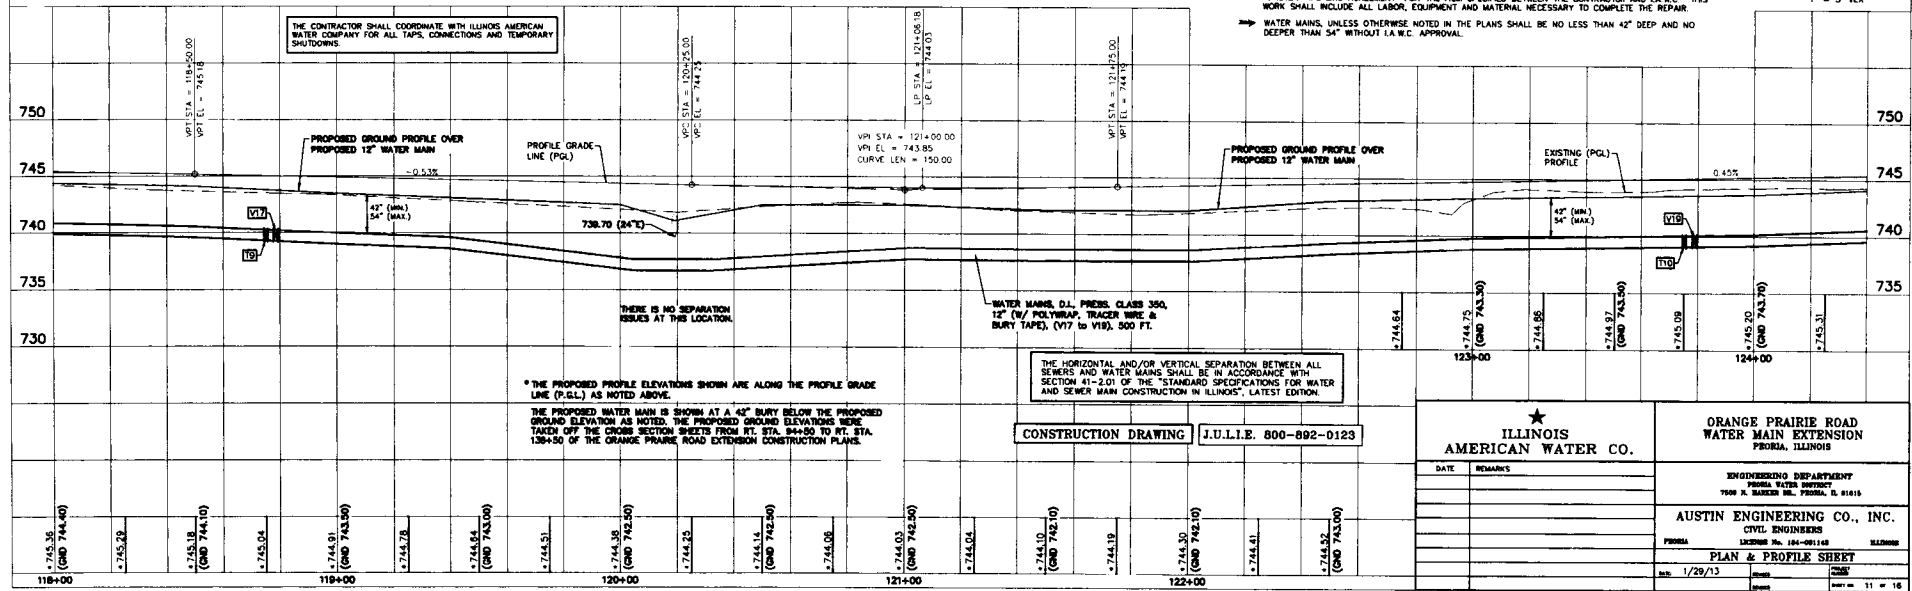 WORK SHALL INCLUDE ALL LABOR, EQUIPMENT AND MATERIAL NECESSARY TO COMPLETE THE REPAIR.
WATER MAINS, UNLESS OTHERWISE NOTED IN THE PLANS SHALL BE NO LESS THAN 42" DEEP AND NO
DEEPER THAN 54" WITHOUT I.A.W.C. APPROVAL.
THE CONTRACTOR SHALL COORDINATE WITH ILLINOIS AMERICAN
WATER COMPANY FOR ALL TAPS, CONNECTIONS AND TEMPORARY
SHUTDOWNS.
VPT STA = 118+50.00
VPT EL = 745.18
VPC STA = 120+25.00
VPC EL = 744.25
LP STA = 121+06.18
LP EL = 744.03
VPT STA = 121+75.00
VPT EL = 744.19
750
750
PROPOSED GROUND PROFILE OVER
PROPOSED 12" WATER MAIN
PROFILE GRADE
LINE (PGL)
VPI STA = 121+00.00
VPI EL = 743.85
CURVE LEN = 150.00
PROPOSED GROUND PROFILE OVER
PROPOSED 12" WATER MAIN
EXISTING (PGL)
PROFILE
745
-0.53%
0.45%
745
42" (MIN.)
54" (MAX.)
42" (MIN.)
54" (MAX.)
V17
V19
740
739.70 (24"E)
740
T9
T10
735
735
THERE IS NO SEPARATION
ISSUES AT THIS LOCATION.
WATER MAINS, D.I., PRESS. CLASS 350,
12" (W/ POLYWRAP, TRACER WIRE &
BURY TAPE), (V17 to V19), 500 FT.
730
744.64
744.75
(GND 743.30)
744.86
744.97
(GND 743.50)
745.09
745.20
(GND 743.70)
745.31
123+00
124+00
THE HORIZONTAL AND/OR VERTICAL SEPARATION BETWEEN ALL
SEWERS AND WATER MAINS SHALL BE IN ACCORDANCE WITH
SECTION 41-2.01 OF THE "STANDARD SPECIFICATIONS FOR WATER
AND SEWER MAIN CONSTRUCTION IN ILLINOIS", LATEST EDITION.
* THE PROPOSED PROFILE ELEVATIONS SHOWN ARE ALONG THE PROFILE GRADE
LINE (P.G.L.) AS NOTED ABOVE.
THE PROPOSED WATER MAIN IS SHOWN AT A 42" BURY BELOW THE PROPOSED
GROUND ELEVATION AS NOTED. THE PROPOSED GROUND ELEVATIONS WERE
TAKEN OFF THE CROSS SECTION SHEETS FROM RT. STA. 94+50 TO RT. STA.
138+50 OF THE ORANGE PRAIRIE ROAD EXTENSION CONSTRUCTION PLANS.
CONSTRUCTION DRAWING
J.U.L.I.E. 800-892-0123
ILLINOIS
AMERICAN WATER CO.
DATE REMARKS
ORANGE PRAIRIE ROAD
WATER MAIN EXTENSION
PEORIA, ILLINOIS
ENGINEERING DEPARTMENT
PEORIA WATER DISTRICT
PEORIA, IL 61615
AUSTIN ENGINEERING CO., INC.
CIVIL ENGINEERS
PEORIA LICENSE No. ILLINOIS
PLAN & PROFILE SHEET
DATE: 1/29/13
11 OF 16
745.36
(GND 744.40)
745.29
745.18
(GND 744.10)
745.04
744.91
(GND 743.50)
744.78
744.64
(GND 743.00)
744.51
744.38
(GND 742.50)
744.25
744.14
(GND 742.50)
744.06
744.03
(GND 742.50)
744.04
744.10
(GND 742.10)
744.19
744.30
(GND 742.10)
744.41
744.52
(GND 743.00)
118+00
119+00
120+00
121+00
122+00